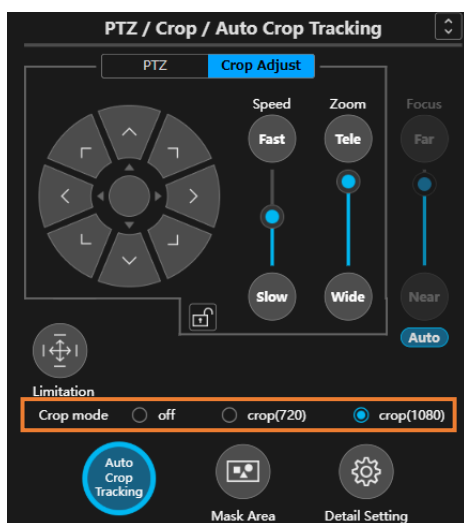 PTZ / Crop / Auto Crop Tracking
PTZ
Crop Adjust
Speed
Zoom
Focus
Fast
Tele
Far
Slow
Wide
Near
Auto
Limitation
Crop mode off crop(720) crop(1080)
Auto
Crop
Tracking
Mask Area
Detail Setting